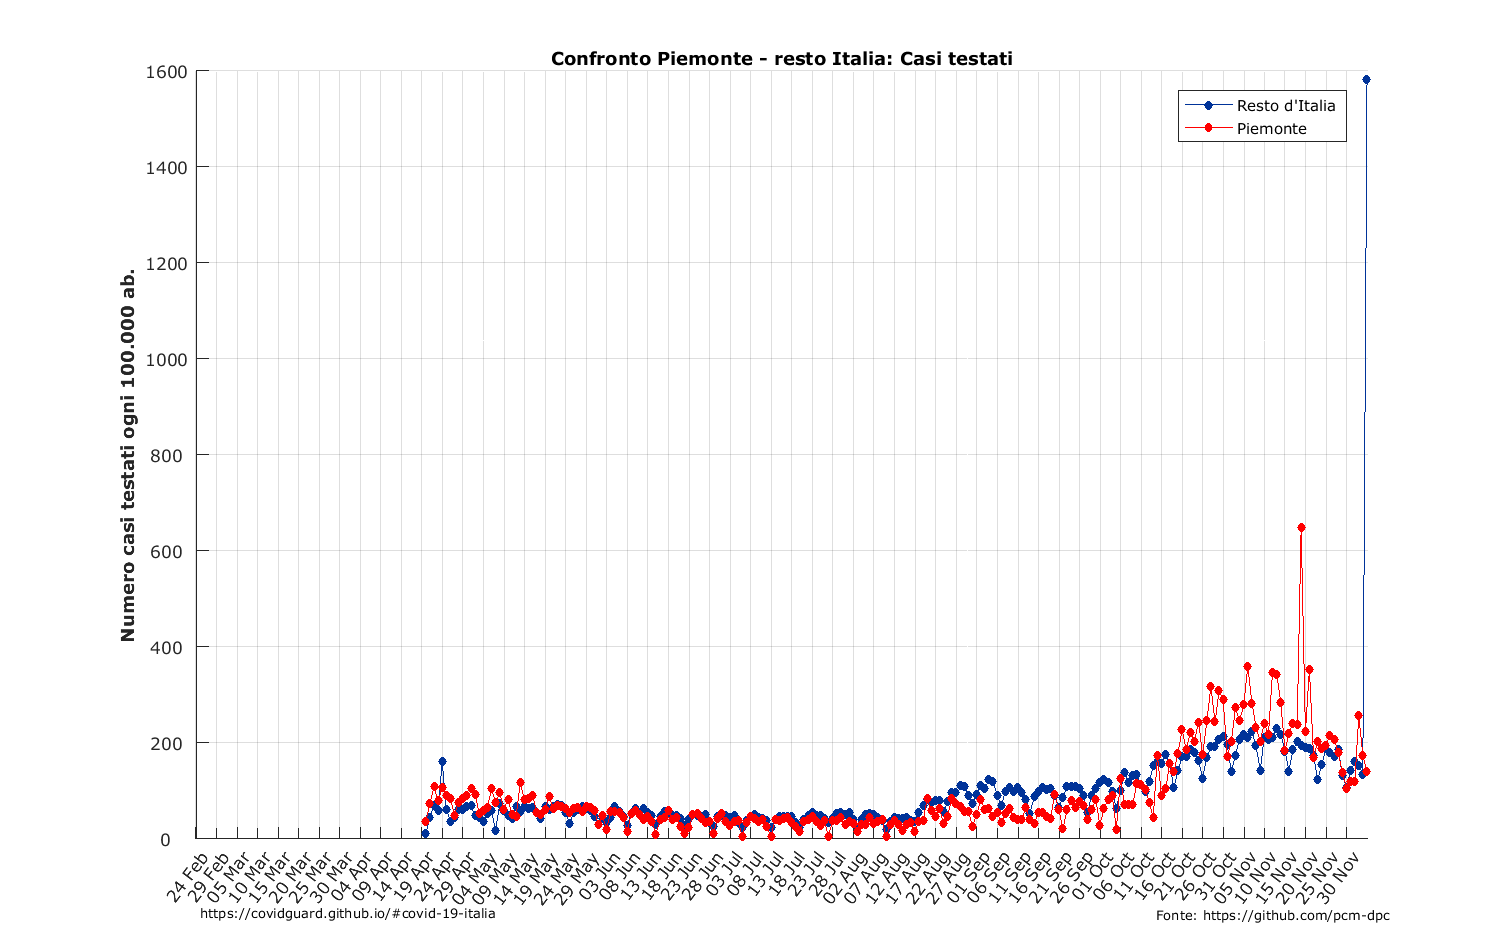 Confronto Piemonte - resto Italia: Casi testati
1600
1400
1200
1000
800
600
400
200
0
Numero casi testati ogni 100.000 ab.
Resto d'Italia
Piemonte
24 Feb
29 Feb
05 Mar
10 Mar
15 Mar
20 Mar
25 Mar
30 Mar
04 Apr
09 Apr
14 Apr
19 Apr
24 Apr
29 Apr
04 May
09 May
14 May
19 May
24 May
29 May
03 Jun
08 Jun
13 Jun
18 Jun
23 Jun
28 Jun
03 Jul
08 Jul
13 Jul
18 Jul
23 Jul
28 Jul
02 Aug
07 Aug
12 Aug
17 Aug
22 Aug
27 Aug
01 Sep
06 Sep
11 Sep
16 Sep
21 Sep
26 Sep
01 Oct
06 Oct
11 Oct
16 Oct
21 Oct
26 Oct
31 Oct
05 Nov
10 Nov
15 Nov
20 Nov
25 Nov
30 Nov
https://covidguard.github.io/#covid-19-italia
Fonte: https://github.com/pcm-dpc